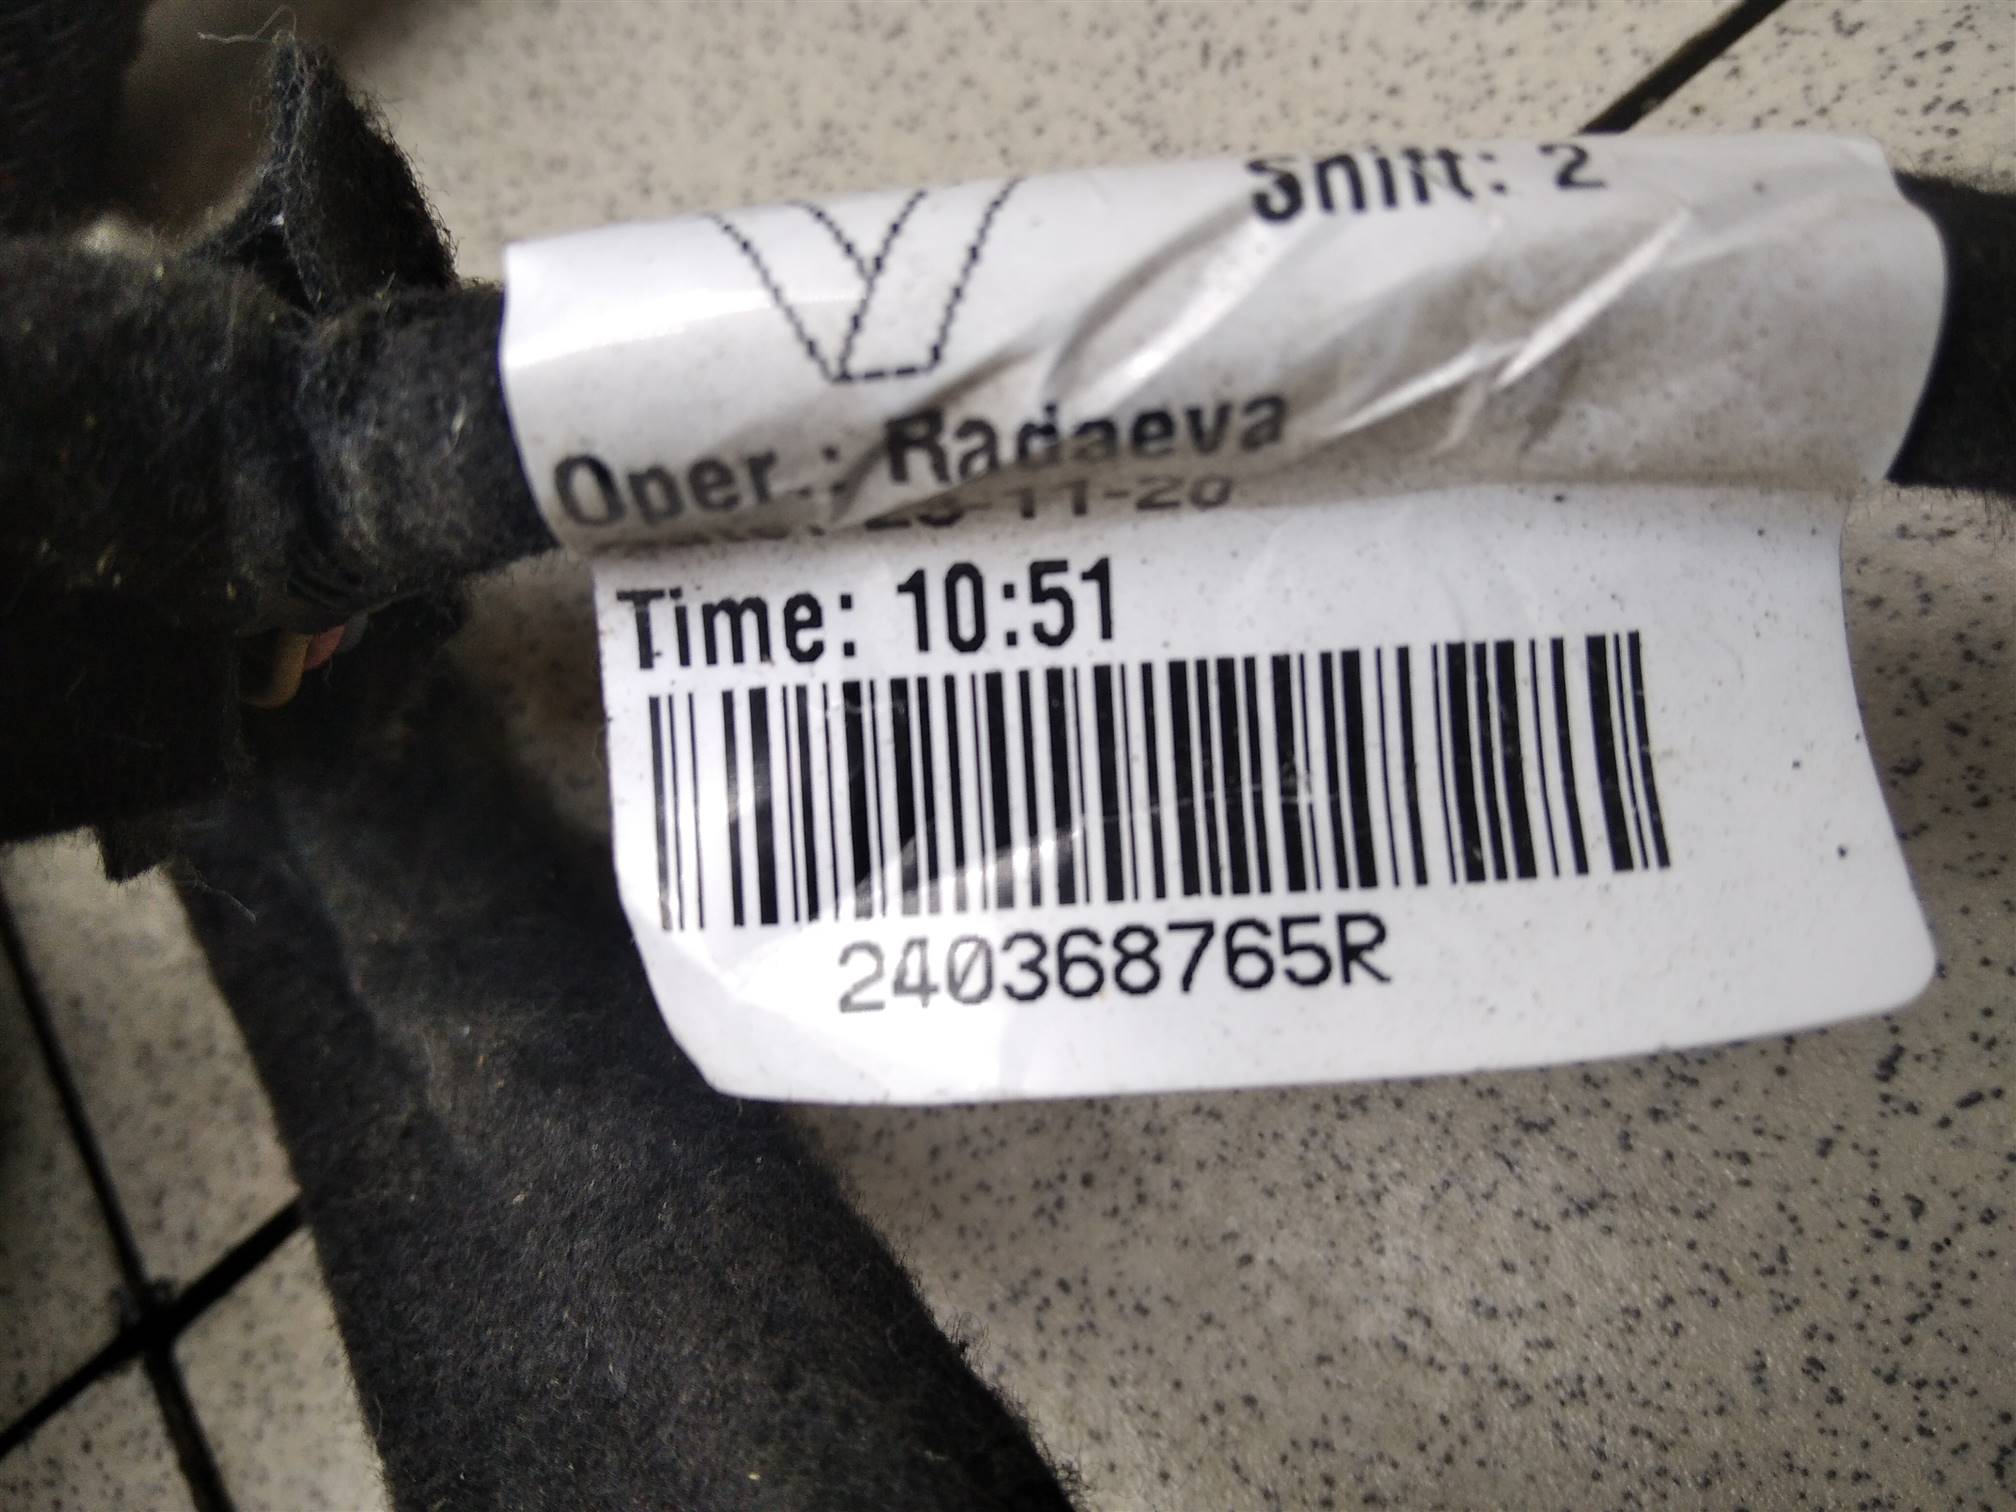 Shift: 2
V
Oper.: Radaeva
Time: 10:51
240368765R